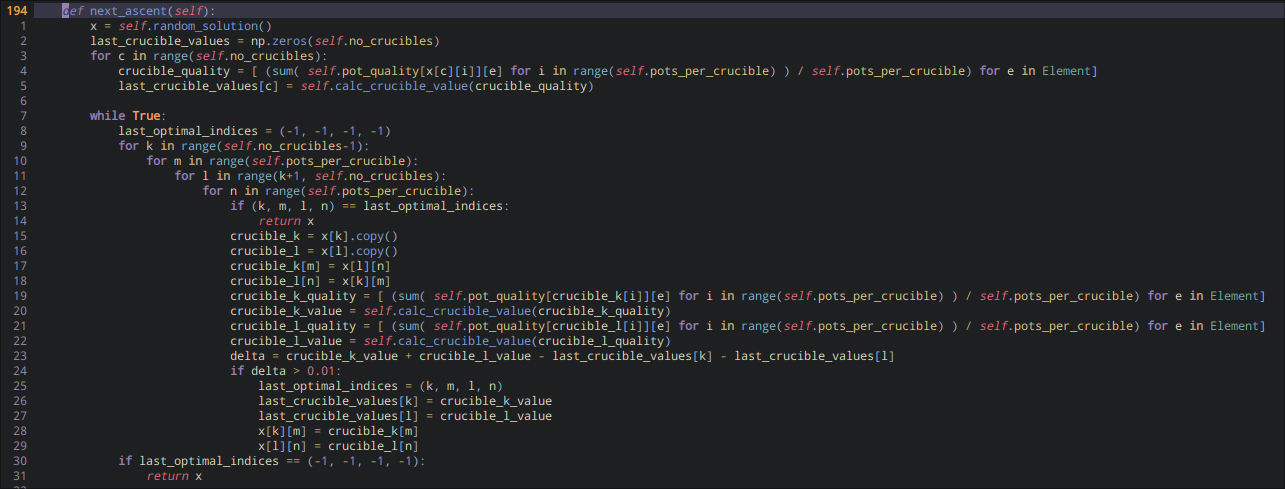 194 def next_ascent(self):
1 x = self.random_solution()
2 last_crucible_values = np.zeros(self.no_crucibles)
3 for c in range(self.no_crucibles):
4 crucible_quality = [ (sum( self.pot_quality[x[c][i]][e] for i in range(self.pots_per_crucible) ) / self.pots_per_crucible) for e in Element]
5 last_crucible_values[c] = self.calc_crucible_value(crucible_quality)
6
7 while True:
8 last_optimal_indices = (-1, -1, -1, -1)
9 for k in range(self.no_crucibles-1):
10 for m in range(self.pots_per_crucible):
11 for l in range(k+1, self.no_crucibles):
12 for n in range(self.pots_per_crucible):
13 if (k, m, l, n) == last_optimal_indices:
14 return x
15 crucible_k = x[k].copy()
16 crucible_l = x[l].copy()
17 crucible_k[m] = x[l][n]
18 crucible_l[n] = x[k][m]
19 crucible_k_quality = [ (sum( self.pot_quality[crucible_k[i]][e] for i in range(self.pots_per_crucible) ) / self.pots_per_crucible) for e in Element]
20 crucible_k_value = self.calc_crucible_value(crucible_k_quality)
21 crucible_l_quality = [ (sum( self.pot_quality[crucible_l[i]][e] for i in range(self.pots_per_crucible) ) / self.pots_per_crucible) for e in Element]
22 crucible_l_value = self.calc_crucible_value(crucible_l_quality)
23 delta = crucible_k_value + crucible_l_value - last_crucible_values[k] - last_crucible_values[l]
24 if delta > 0.01:
25 last_optimal_indices = (k, m, l, n)
26 last_crucible_values[k] = crucible_k_value
27 last_crucible_values[l] = crucible_l_value
28 x[k][m] = crucible_k[m]
29 x[l][n] = crucible_l[n]
30 if last_optimal_indices == (-1, -1, -1, -1):
31 return x